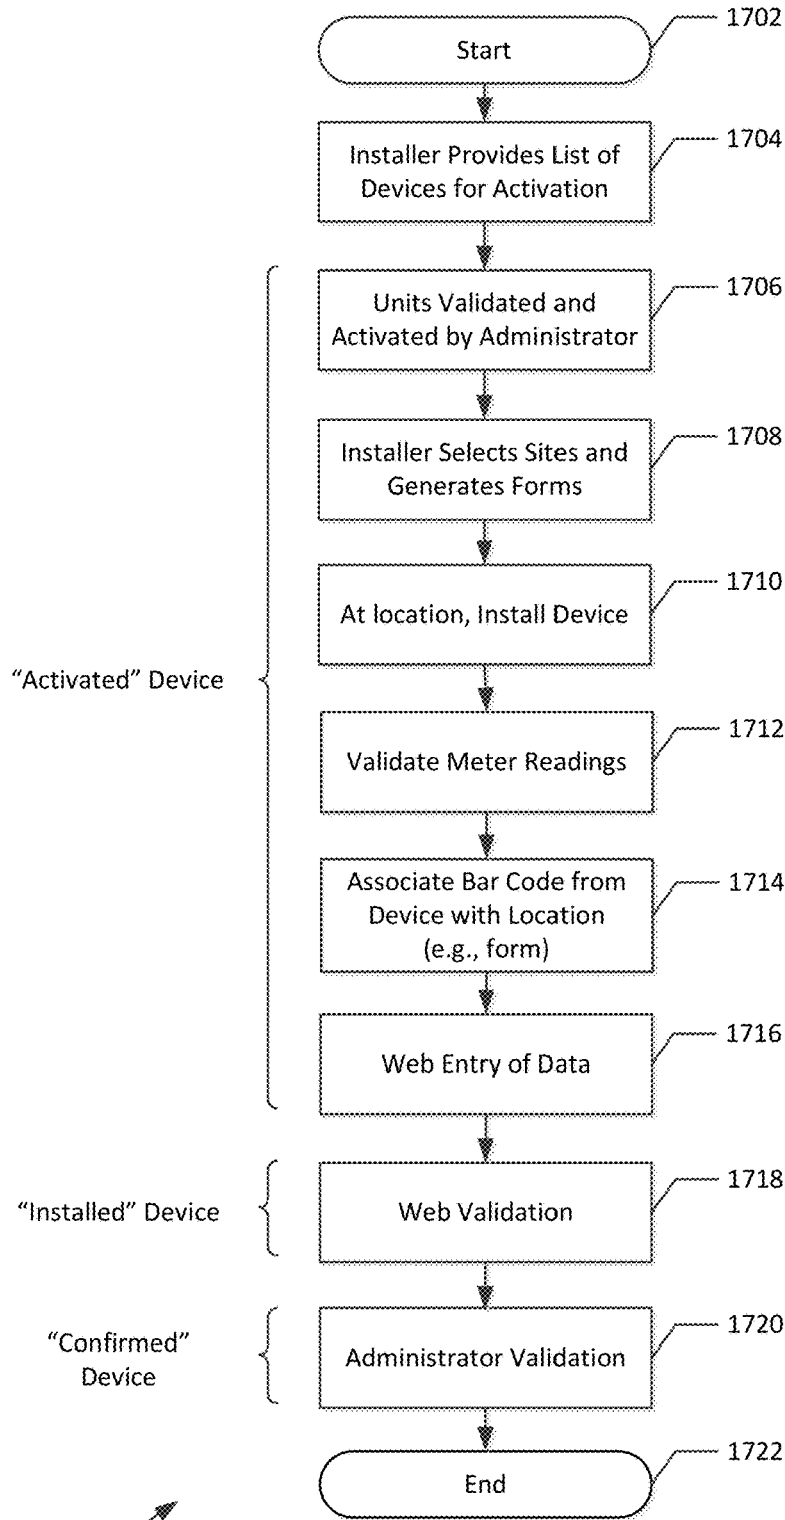 1702
Start
1704
Installer Provides List of
Devices for Activation
1706
Units Validated and
Activated by Administrator
1708
Installer Selects Sites and
Generates Forms
1710
At location, Install Device
“Activated” Device
1712
Validate Meter Readings
1714
Associate Bar Code from
Device with Location
(e.g., form)
1716
Web Entry of Data
1718
“Installed” Device
Web Validation
1720
“Confirmed”
Device
Administrator Validation
1722
End